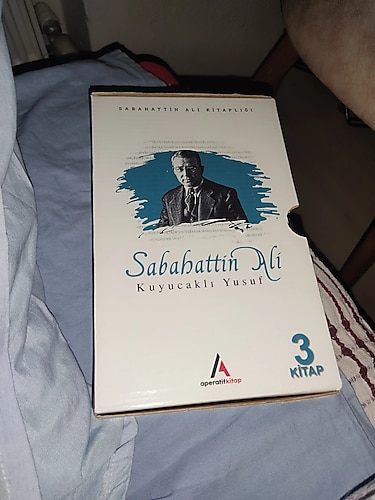 SABAHATTİN ALİ KİTAPLIĞI
Sabahattin Ali
Kuyucaklı Yusuf
3
KİTAP
aperatifkitap